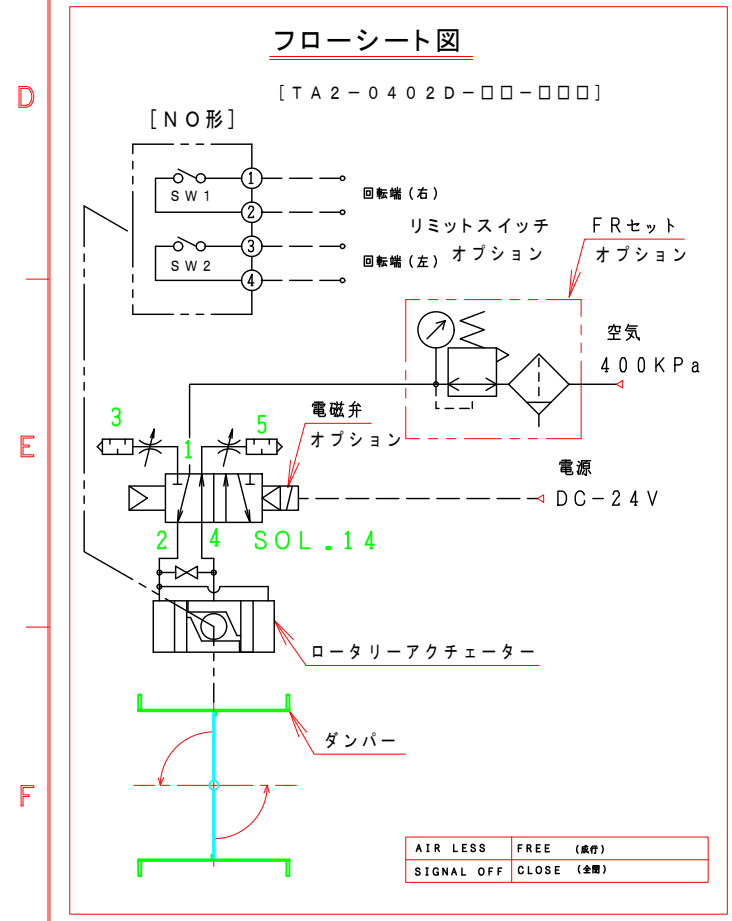 フローシート図
D
[TA2-0402D-□□-□□□]
[NO形]
1
SW1
回転端(右)
2
リミットスイッチ
オプション
FRセット
オプション
3
SW2
回転端(左)
4
空気
400KPa
電磁弁
オプション
3
5
1
E
電源
DC-24V
2
4
SOL.14
ロータリーアクチェーター
ダンパー
F
AIR LESS FREE (成行)
SIGNAL OFF CLOSE (全閉)